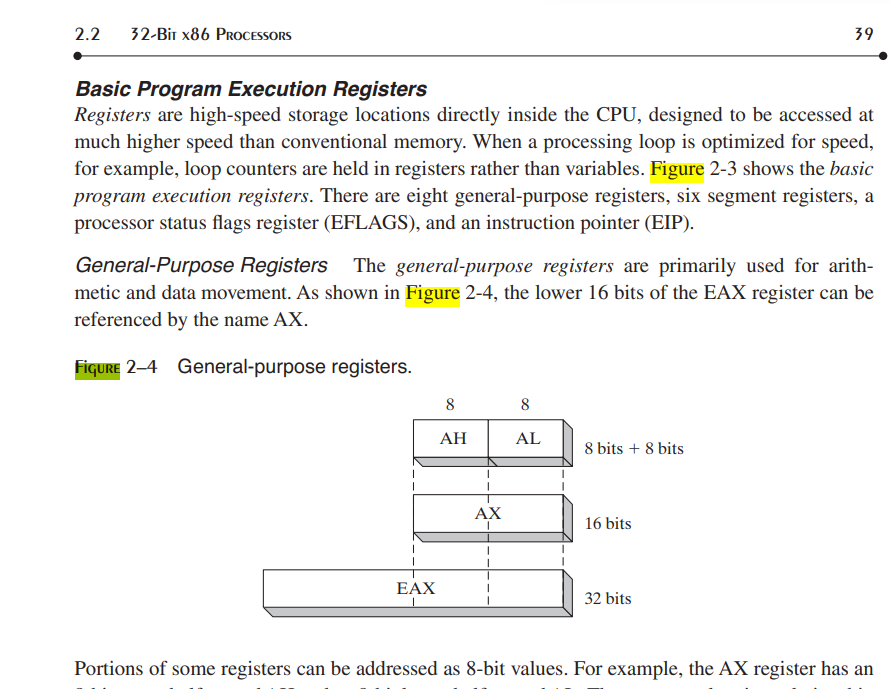 2.2 32-Bit x86 Processors 39
Basic Program Execution Registers
Registers are high-speed storage locations directly inside the CPU, designed to be accessed at
much higher speed than conventional memory. When a processing loop is optimized for speed,
for example, loop counters are held in registers rather than variables. Figure 2-3 shows the basic
program execution registers. There are eight general-purpose registers, six segment registers, a
processor status flags register (EFLAGS), and an instruction pointer (EIP).
General-Purpose Registers The general-purpose registers are primarily used for arith-
metic and data movement. As shown in Figure 2-4, the lower 16 bits of the EAX register can be
referenced by the name AX.
Figure 2–4 General-purpose registers.
8 8
AH AL 8 bits + 8 bits
AX 16 bits
EAX 32 bits
Portions of some registers can be addressed as 8-bit values. For example, the AX register has an